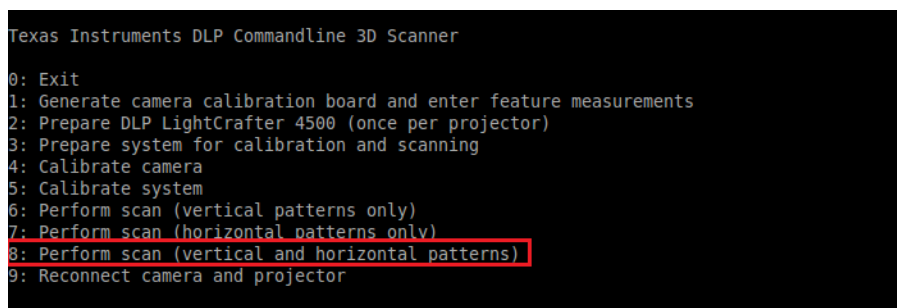 Texas Instruments DLP Commandline 3D Scanner
0: Exit
1: Generate camera calibration board and enter feature measurements
2: Prepare DLP LightCrafter 4500 (once per projector)
3: Prepare system for calibration and scanning
4: Calibrate camera
5: Calibrate system
6: Perform scan (vertical patterns only)
7: Perform scan (horizontal patterns only)
8: Perform scan (vertical and horizontal patterns)
9: Reconnect camera and projector